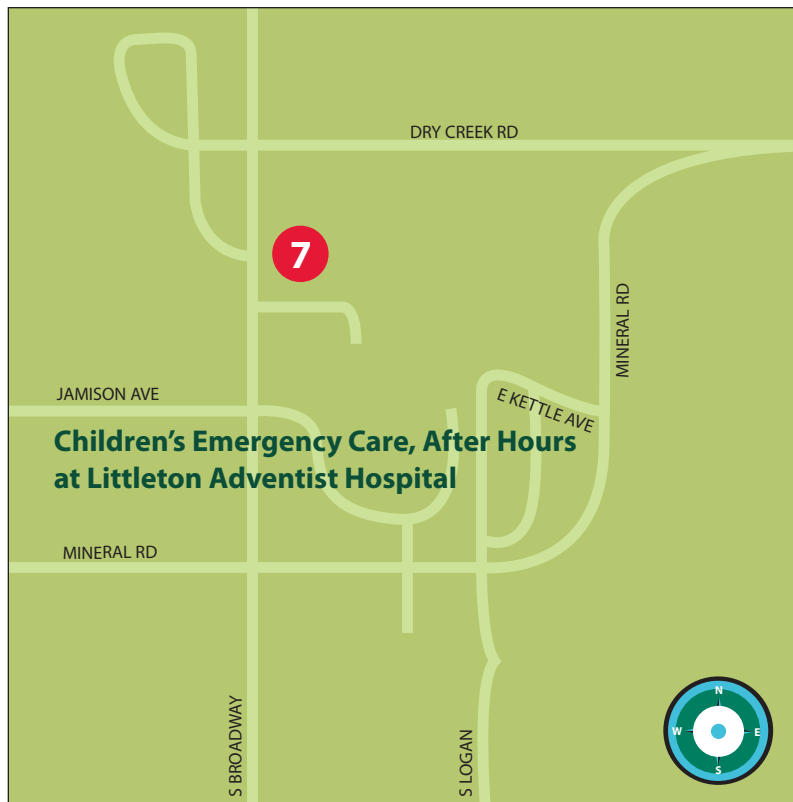 DRY CREEK RD
7
MINERAL RD
JAMISON AVE
E KETTLE AVE
Children's Emergency Care, After Hours
at Littleton Adventist Hospital
MINERAL RD
S BROADWAY
S LOGAN
N
W
E
S